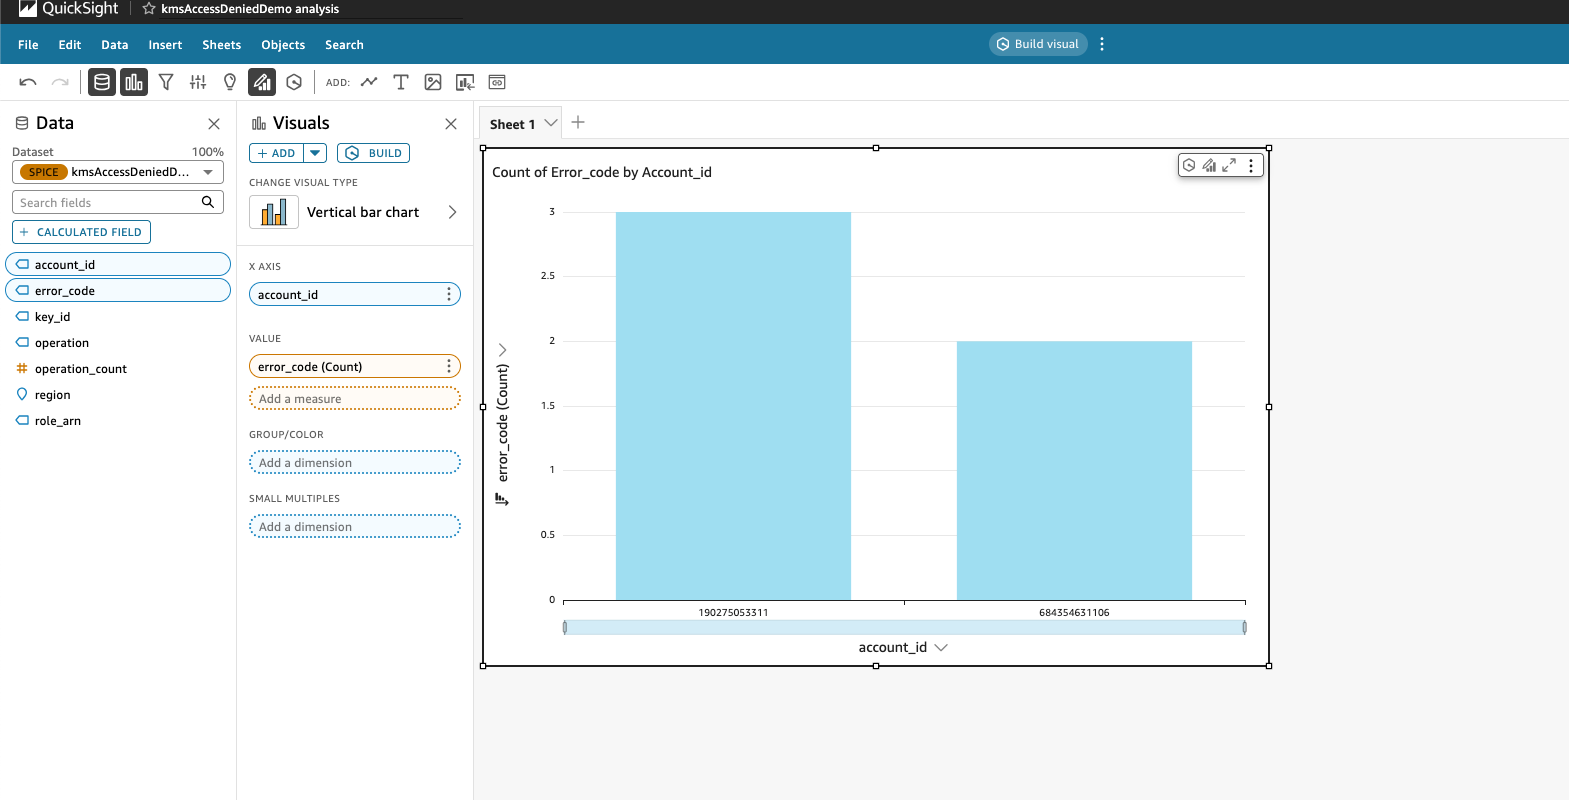 QuickSight
kmsAccessDeniedDemo analysis
File Edit Data Insert Sheets Objects Search
Build visual
ADD:
Data
Dataset 100%
SPICE kmsAccessDeniedD...
Search fields
+ CALCULATED FIELD
account_id
error_code
key_id
operation
# operation_count
region
role_arn
Visuals
+ ADD
BUILD
CHANGE VISUAL TYPE
Vertical bar chart
X AXIS
account_id
VALUE
error_code (Count)
Add a measure
GROUP/COLOR
Add a dimension
SMALL MULTIPLES
Add a dimension
Sheet 1
Count of Error_code by Account_id
error_code (Count)
3
2.5
2
1.5
1
0.5
0
190275053311 684354631106
account_id